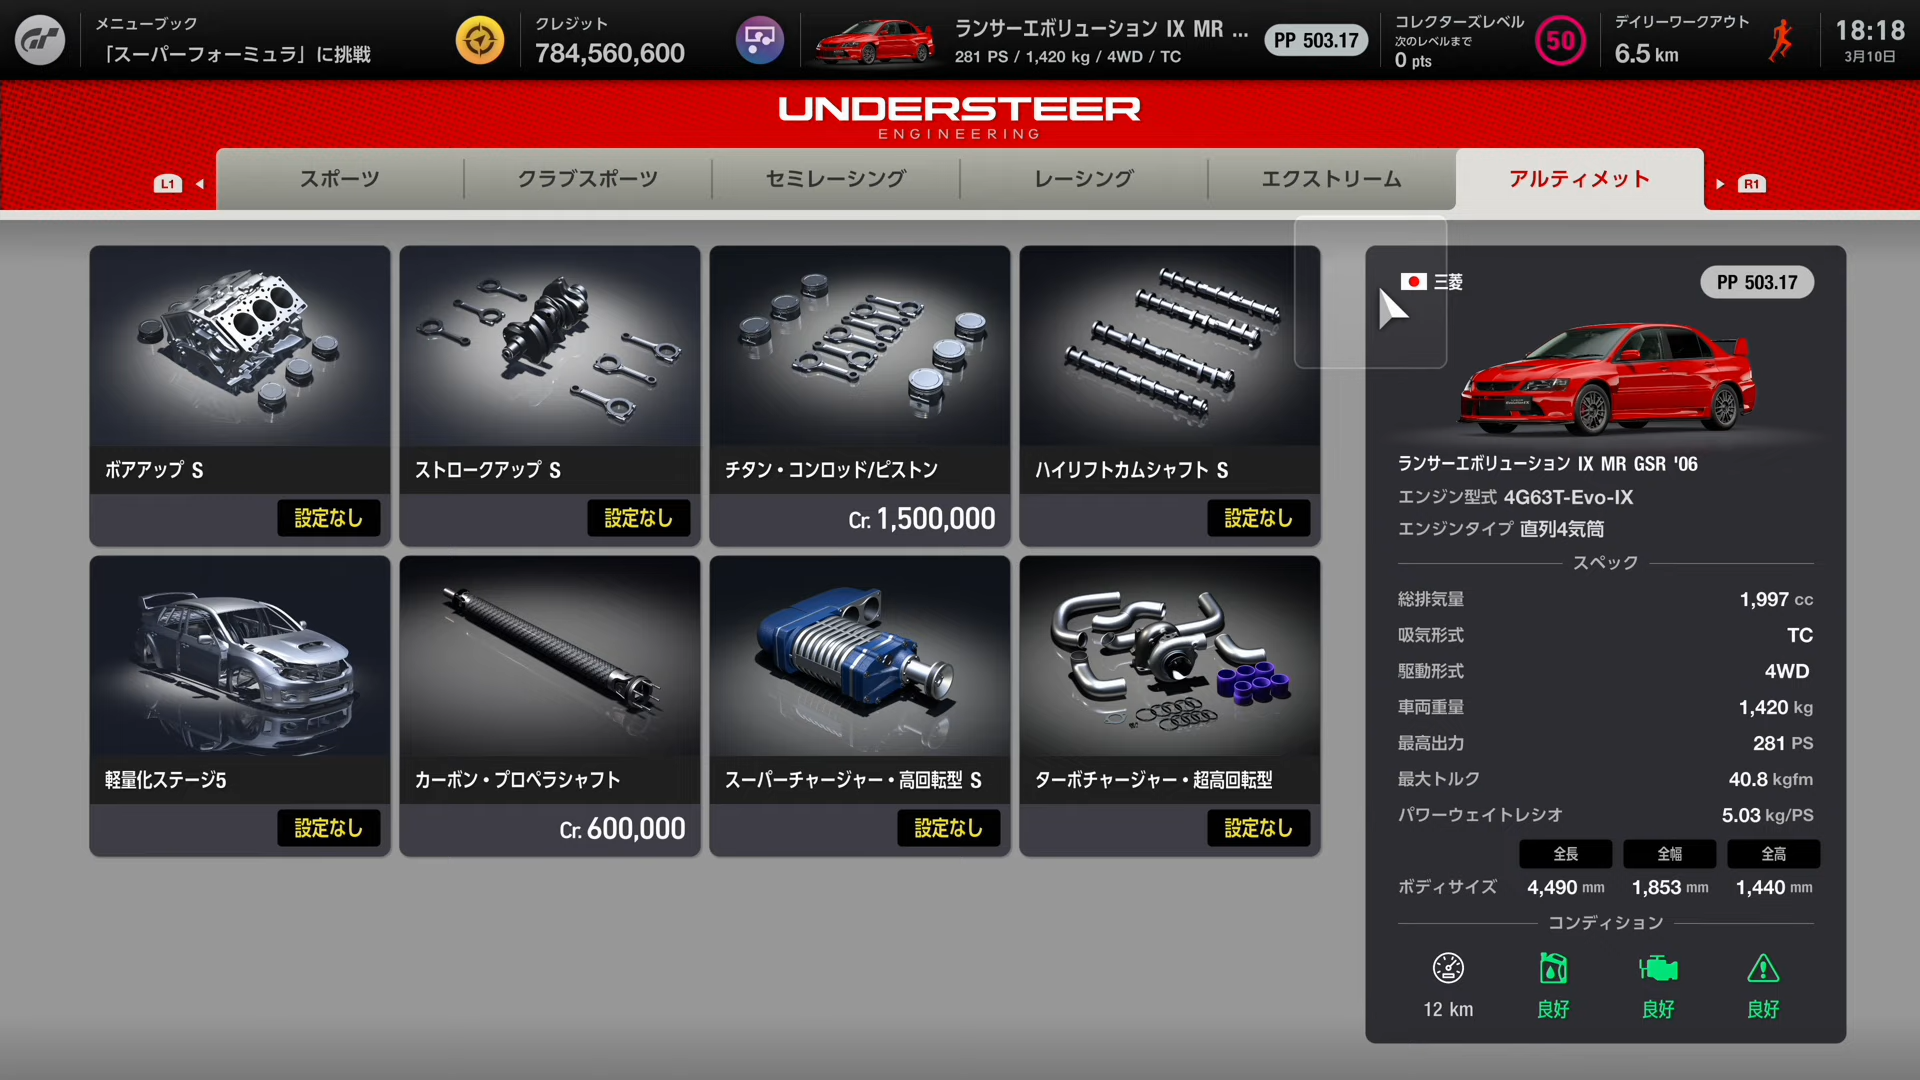 メニューブック
「スーパーフォーミュラ」に挑戦
クレジット
784,560,600
ランサーエボリューション IX MR ...
281 PS / 1,420 kg / 4WD / TC
PP 503.17
コレクターズレベル
次のレベルまで
0 pts
50
デイリーワークアウト
6.5 km
18:18
3月10日
UNDERSTEER
ENGINEERING
L1
スポーツ
クラブスポーツ
セミレーシング
レーシング
エクストリーム
アルティメット
R1
ボアアップ S
設定なし
ストロークアップ S
設定なし
チタン・コンロッド/ピストン
Cr. 1,500,000
ハイリフトカムシャフト S
設定なし
軽量化ステージ5
設定なし
カーボン・プロペラシャフト
Cr. 600,000
スーパーチャージャー・高回転型 S
設定なし
ターボチャージャー・超高回転型
設定なし
三菱
PP 503.17
ランサーエボリューション IX MR GSR '06
エンジン型式 4G63T-Evo-IX
エンジンタイプ 直列4気筒
スペック
総排気量 1,997 cc
吸気形式 TC
駆動形式 4WD
車両重量 1,420 kg
最高出力 281 PS
最大トルク 40.8 kgfm
パワーウェイトレシオ 5.03 kg/PS
全長 全幅 全高
ボディサイズ 4,490 mm 1,853 mm 1,440 mm
コンディション
12 km 良好 良好 良好